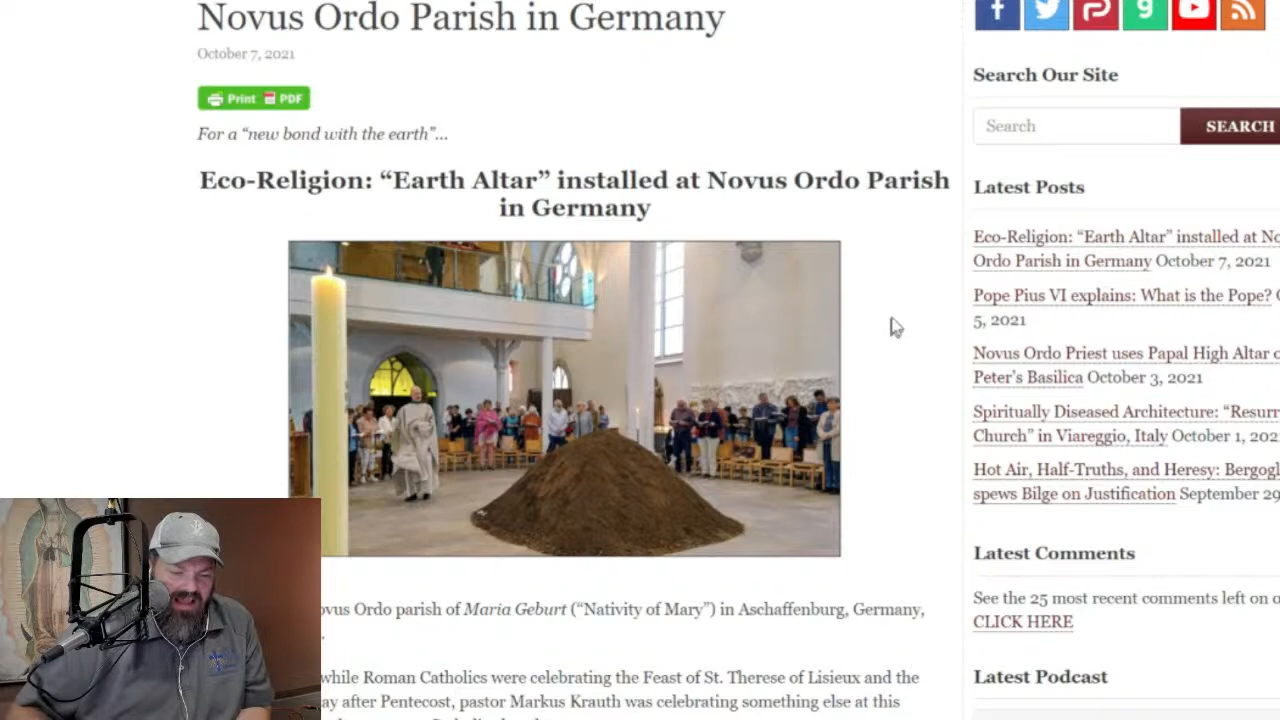 Novus Ordo Parish in Germany
October 7, 2021
Print PDF
For a “new bond with the earth”…
Eco-Religion: “Earth Altar” installed at Novus Ordo Parish
in Germany
ovus Ordo parish of Maria Geburt (“Nativity of Mary”) in Aschaffenburg, Germany,
while Roman Catholics were celebrating the Feast of St. Therese of Lisieux and the
ay after Pentecost, pastor Markus Krauth was celebrating something else at this
Search Our Site
Search SEARCH
Latest Posts
Eco-Religion: “Earth Altar” installed at No
Ordo Parish in Germany October 7, 2021
Pope Pius VI explains: What is the Pope?
5, 2021
Novus Ordo Priest uses Papal High Altar o
Peter’s Basilica October 3, 2021
Spiritually Diseased Architecture: “Resurr
Church” in Viareggio, Italy October 1, 202
Hot Air, Half-Truths, and Heresy: Bergogl
spews Bilge on Justification September 29
Latest Comments
See the 25 most recent comments left on o
CLICK HERE
Latest Podcast